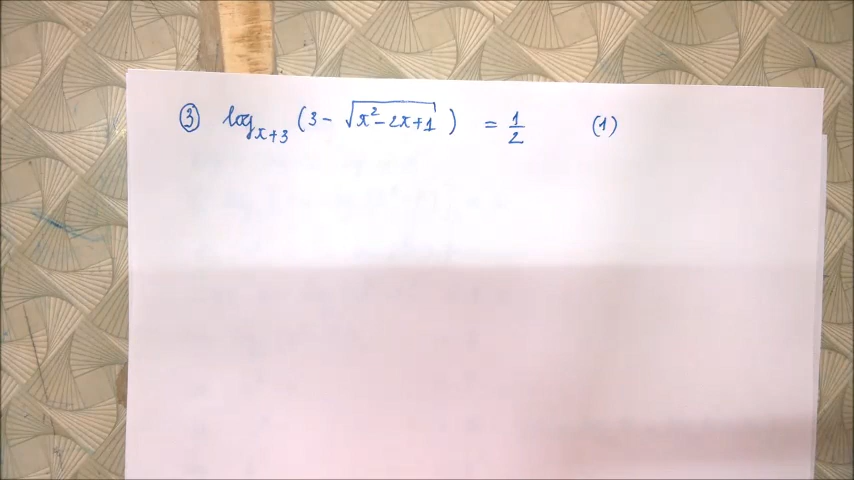 ③ log_{x+3} (3 - √(x² - 2x + 1)) = 1/2 (1)